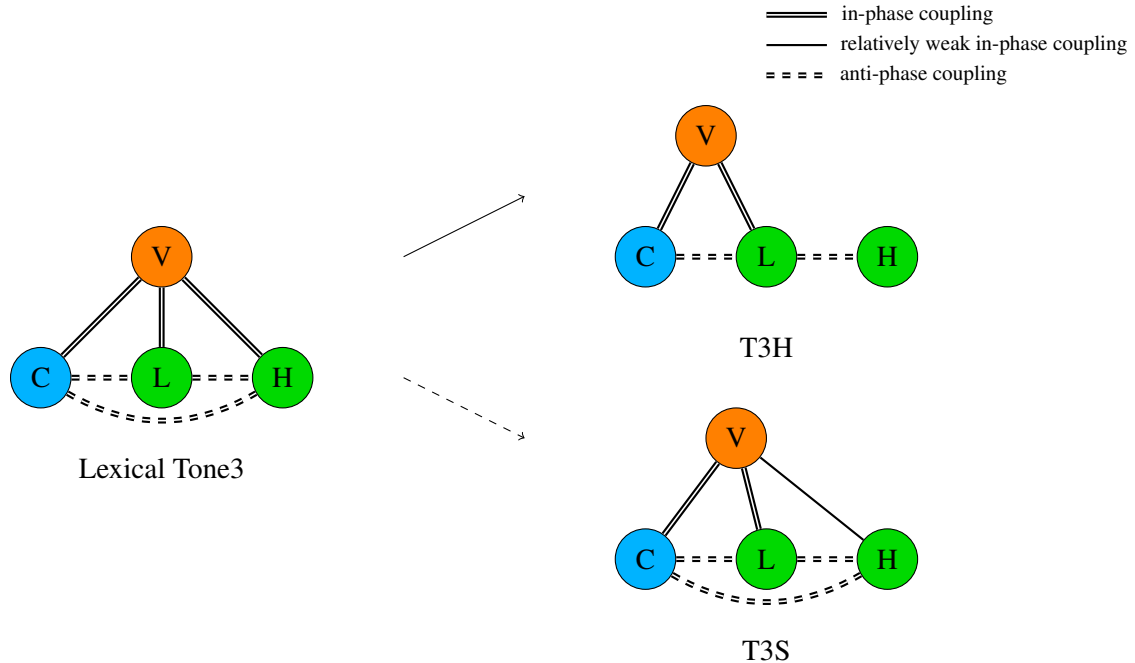 in-phase coupling
relatively weak in-phase coupling
anti-phase coupling
V
C L H
T3H
V
C L H
Lexical Tone3
V
C L H
T3S